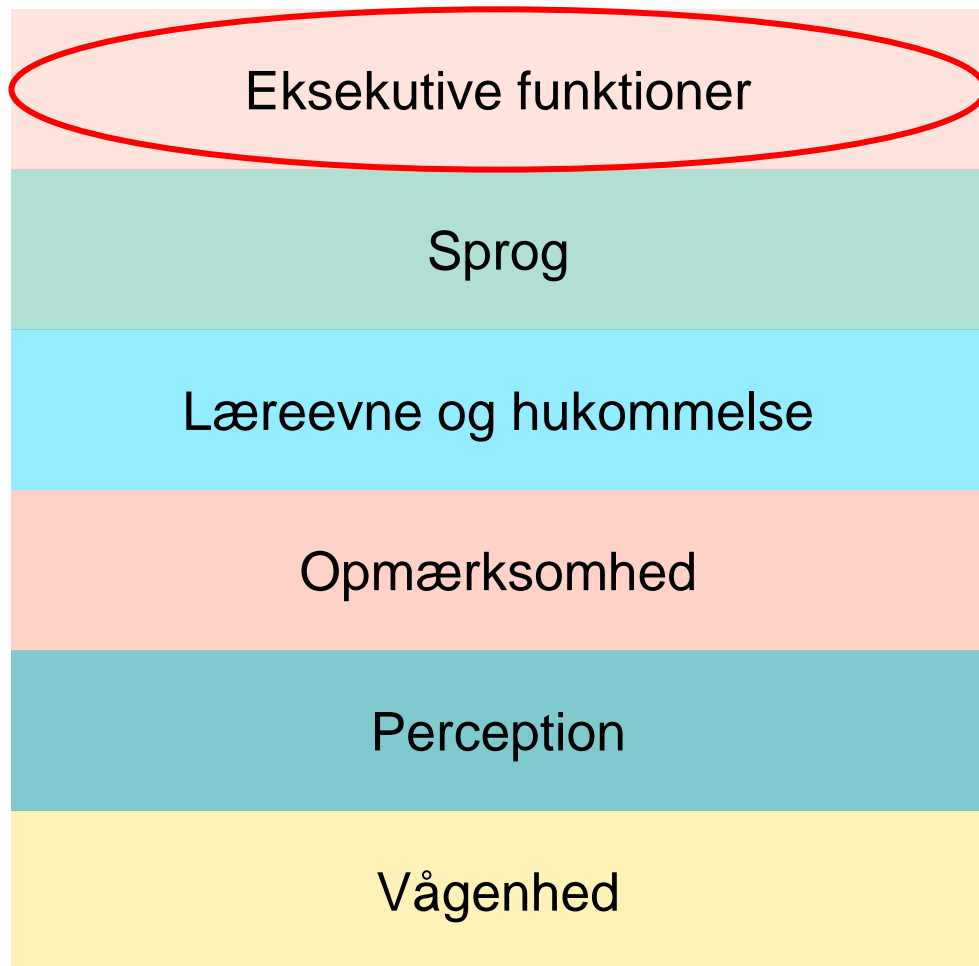 Eksekutive funktioner
Sprog
Læreevne og hukommelse
Opmærksomhed
Perception
Vågenhed